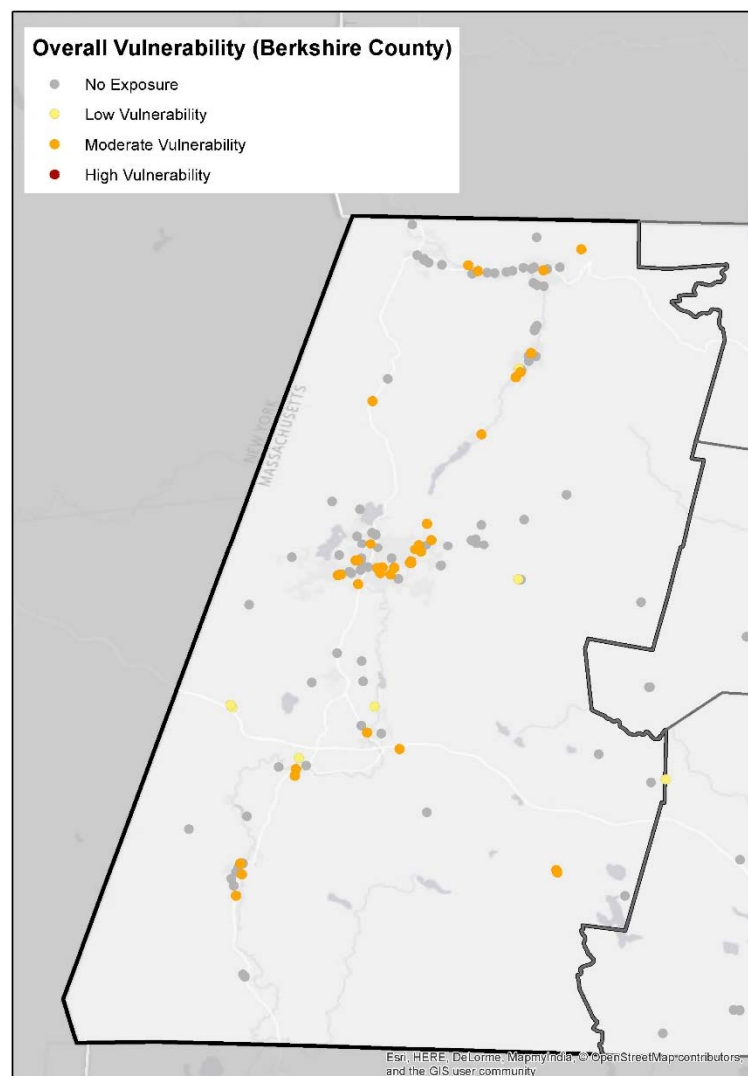 Overall Vulnerability (Berkshire County)
No Exposure
Low Vulnerability
Moderate Vulnerability
High Vulnerability
NEW YORK
MASSACHUSETTS
Esri, HERE, DeLorme, MapmyIndia, © OpenStreetMap contributors,
and the GIS user community